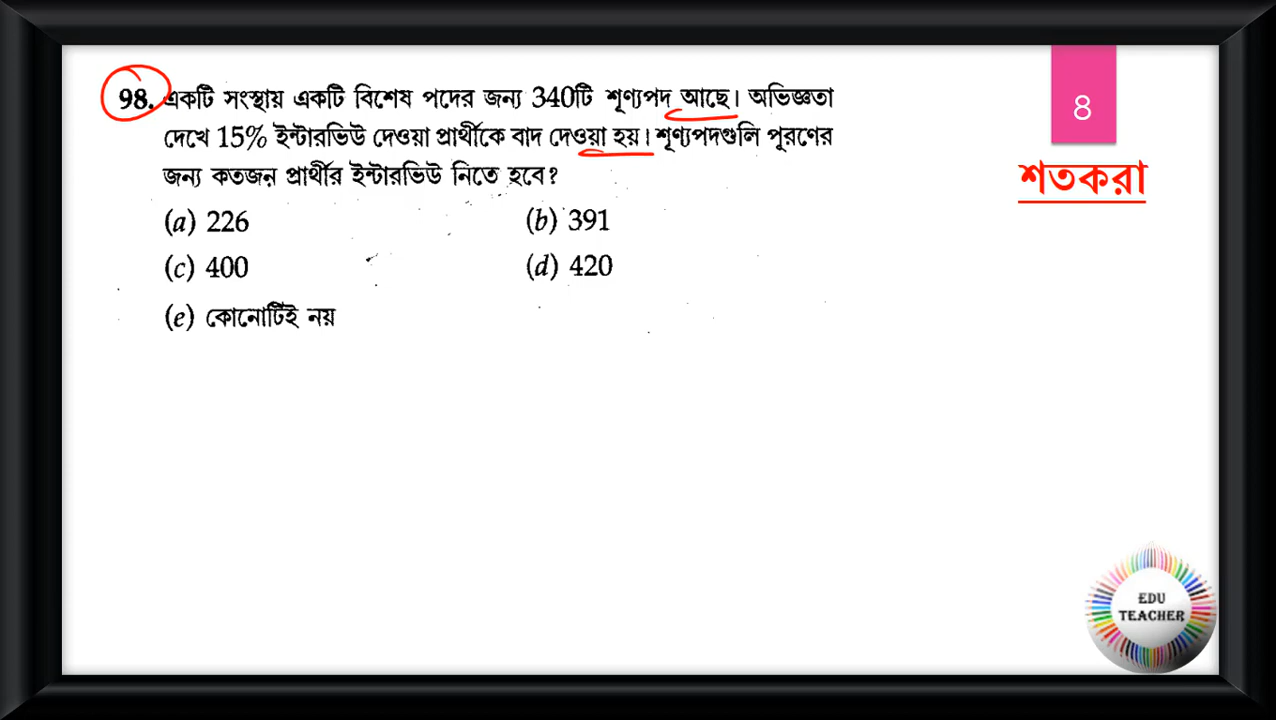 98. একটি সংস্থায় একটি বিশেষ পদের জন্য 340টি শূণ্যপদ আছে। অভিজ্ঞতা
দেখে 15% ইন্টারভিউ দেওয়া প্রার্থীকে বাদ দেওয়া হয়। শূণ্যপদগুলি পূরণের
জন্য কতজন প্রার্থীর ইন্টারভিউ নিতে হবে?
(a) 226 (b) 391
(c) 400 (d) 420
(e) কোনোটিই নয়
8
শতকরা
EDU
TEACHER